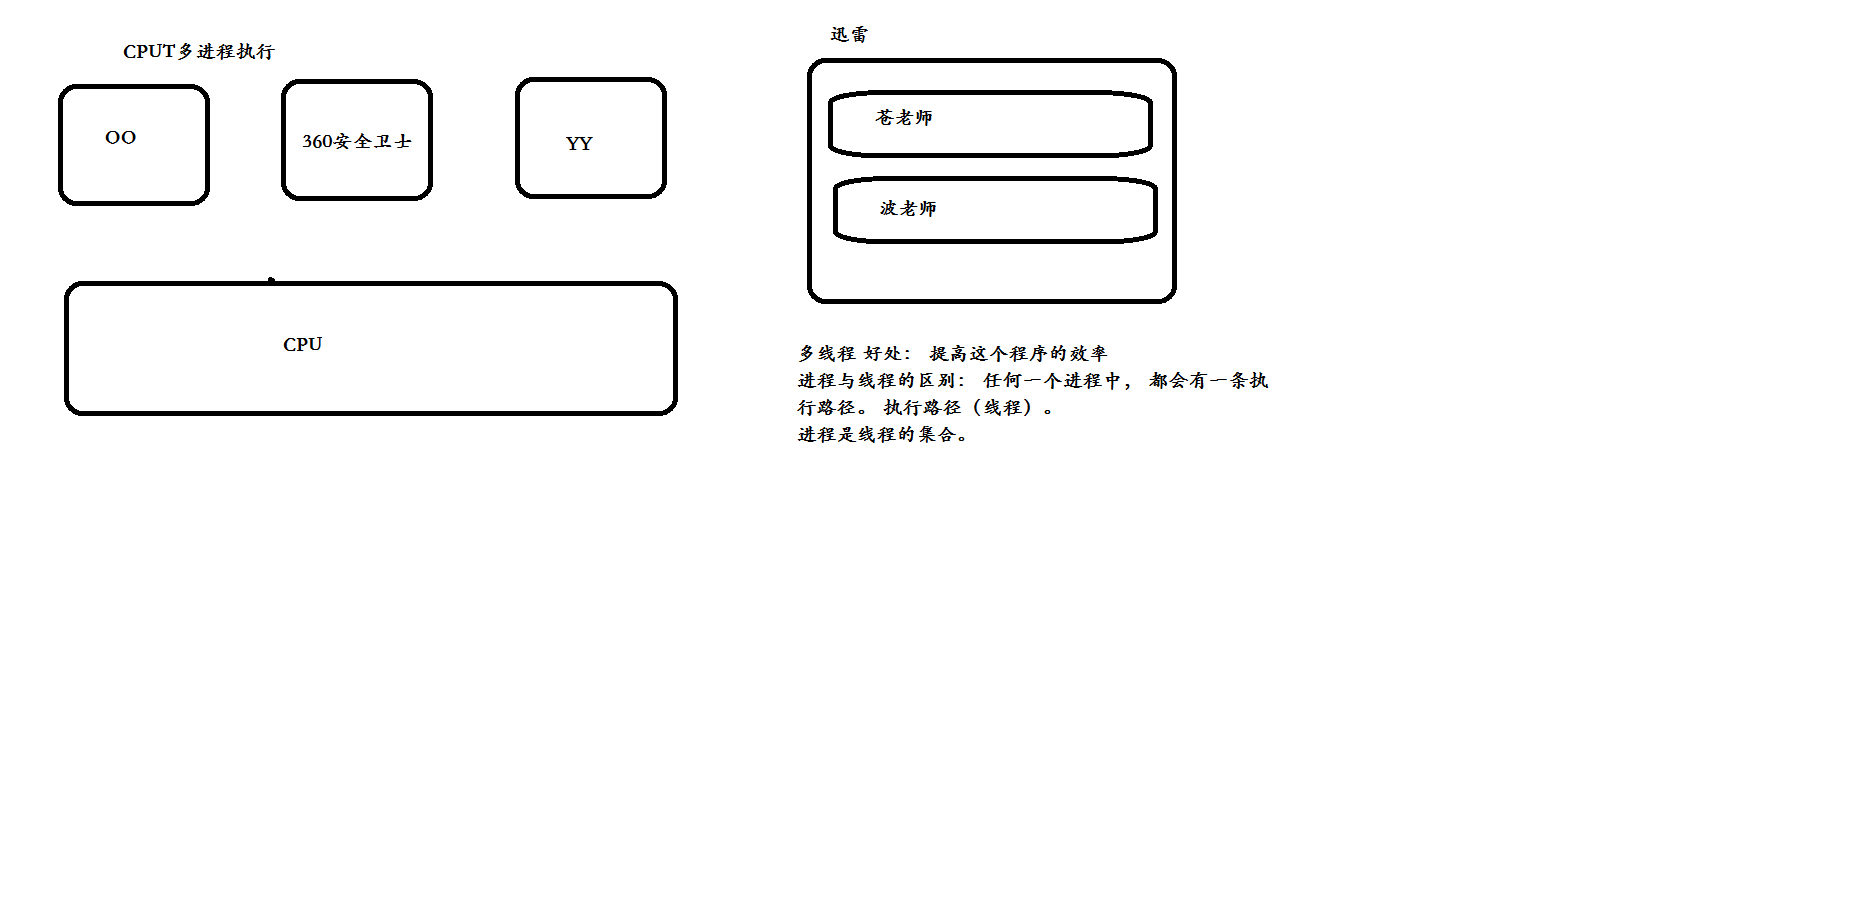 CPUT多进程执行
OO
360安全卫士
YY
CPU
迅雷
苍老师
波老师
多线程 好处： 提高这个程序的效率
进程与线程的区别： 任何一个进程中， 都会有一条执
行路径。 执行路径（线程）。
进程是线程的集合。